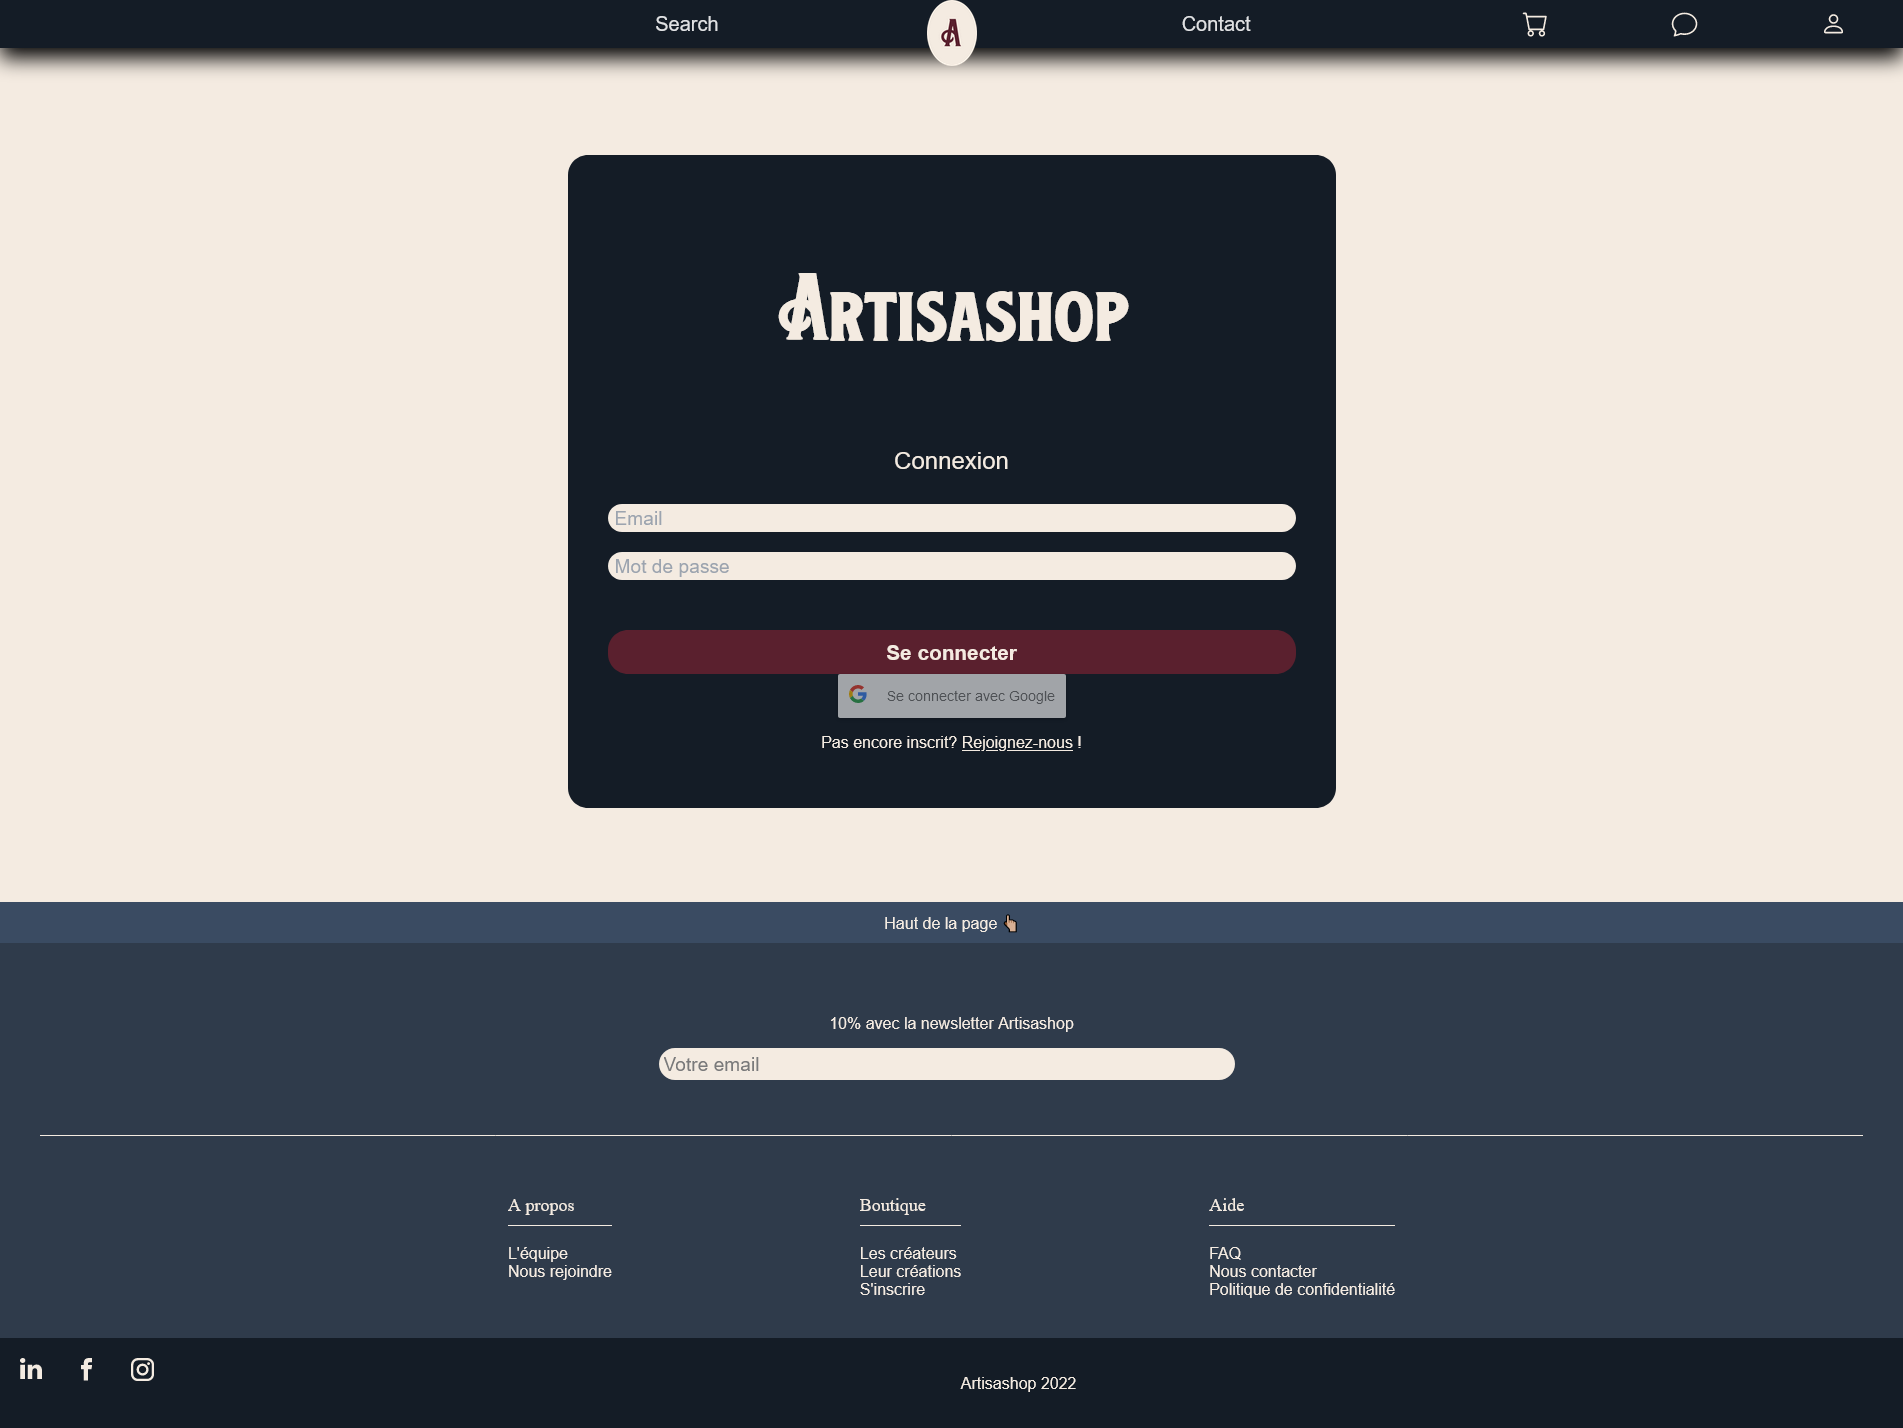 Search
A
Contact
ARTISASHOP
Connexion
Email
Mot de passe
Se connecter
Se connecter avec Google
Pas encore inscrit? Rejoignez-nous !
Haut de la page 👆🏽
10% avec la newsletter Artisashop
Votre email
A propos
L'équipe
Nous rejoindre
Boutique
Les créateurs
Leur créations
S'inscrire
Aide
FAQ
Nous contacter
Politique de confidentialité
Artisashop 2022